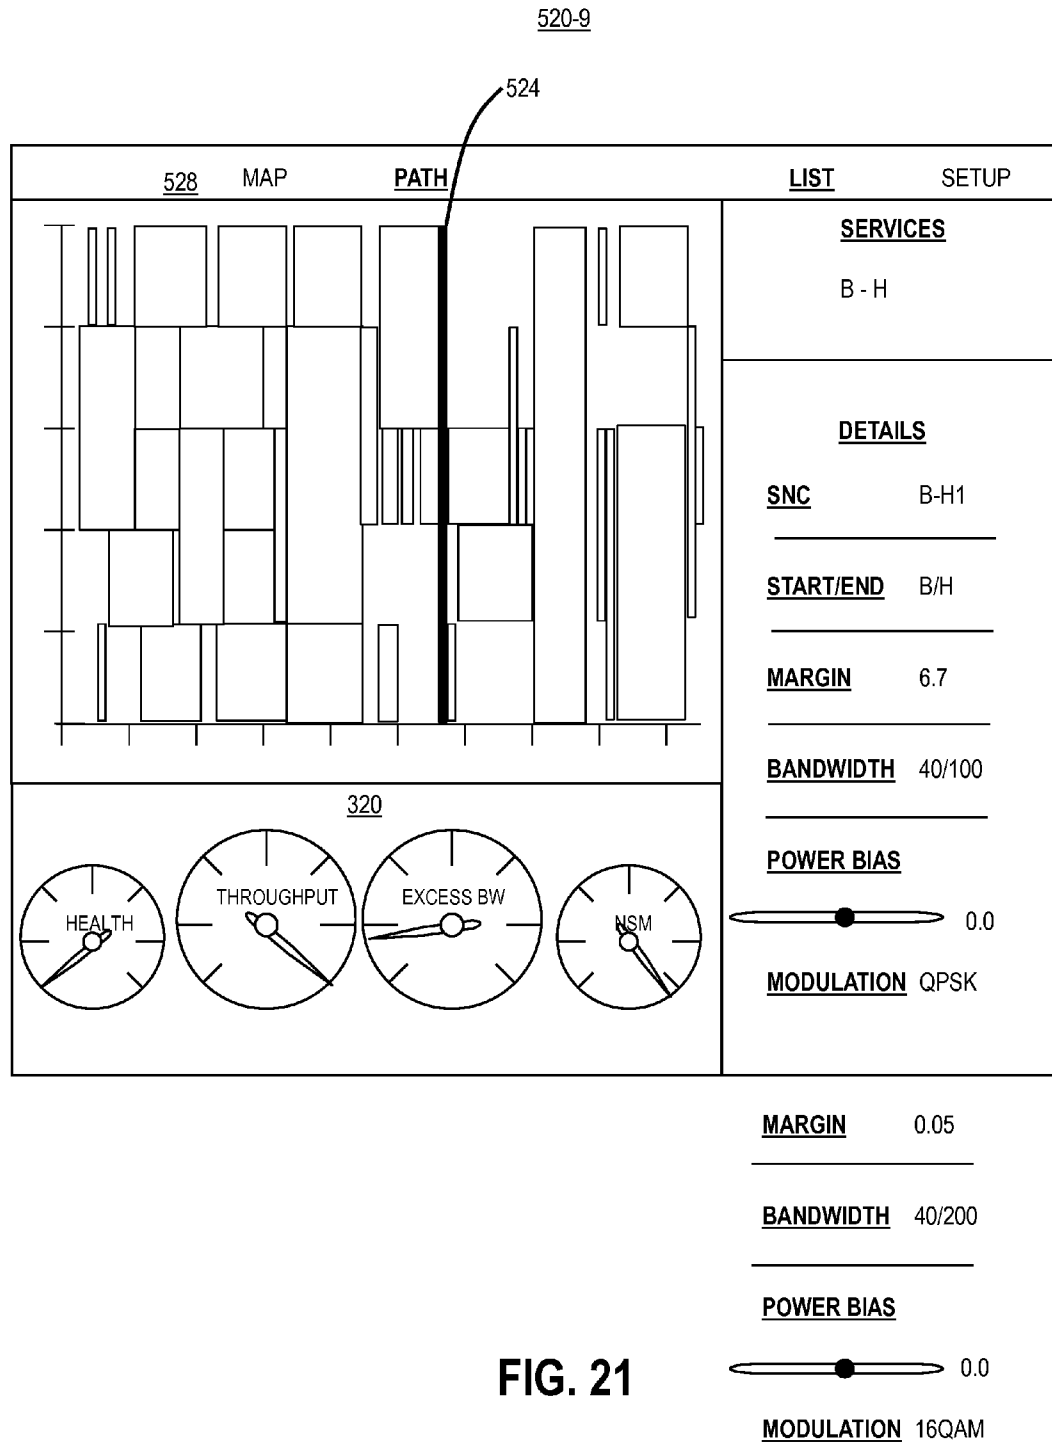 520-9
524
528 MAP PATH LIST SETUP
SERVICES
B - H
DETAILS
SNC B-H1
START/END B/H
MARGIN 6.7
BANDWIDTH 40/100
POWER BIAS
0.0
MODULATION QPSK
320
HEALTH
THROUGHPUT
EXCESS BW
NSM
MARGIN 0.05
BANDWIDTH 40/200
POWER BIAS
0.0
MODULATION 16QAM
FIG. 21